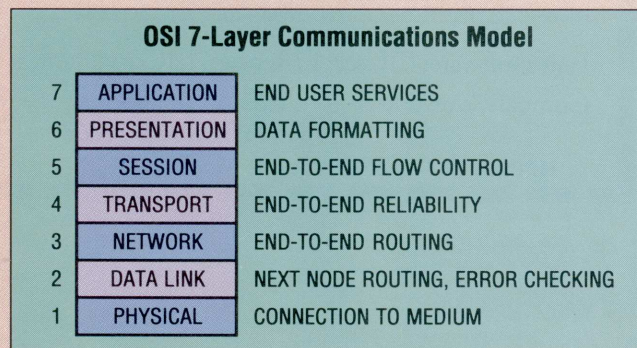 OSI 7-Layer Communications Model
7 APPLICATION END USER SERVICES
6 PRESENTATION DATA FORMATTING
5 SESSION END-TO-END FLOW CONTROL
4 TRANSPORT END-TO-END RELIABILITY
3 NETWORK END-TO-END ROUTING
2 DATA LINK NEXT NODE ROUTING, ERROR CHECKING
1 PHYSICAL CONNECTION TO MEDIUM